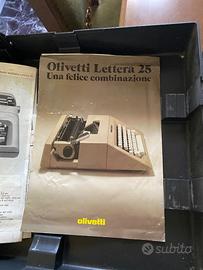 Olivetti Lettera 25
Una felice combinazione
olivetti
subito